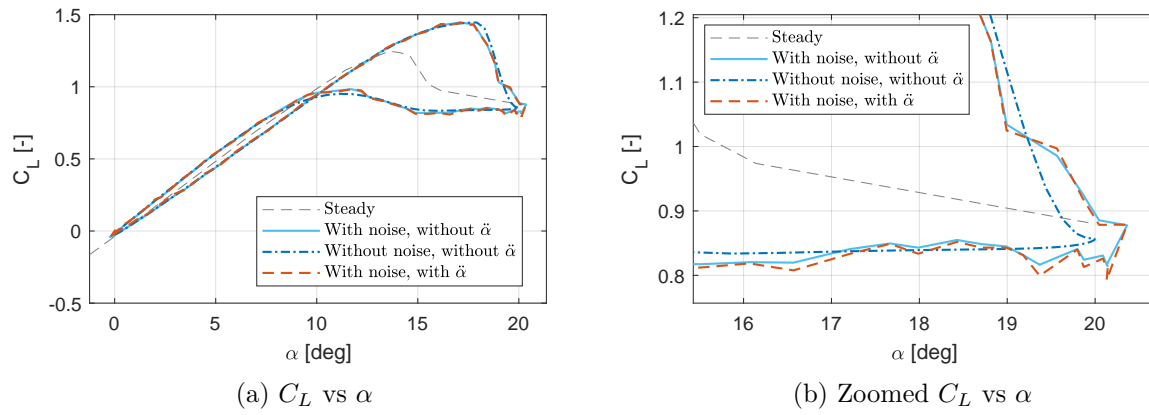 1.5
1
0.5
0
-0.5
C_L [-]
0
5
10
15
20
α [deg]
Steady
With noise, without α̈
Without noise, without α̈
With noise, with α̈
(a) C_L vs α
1.2
1.1
1
0.9
0.8
C_L [-]
16
17
18
19
20
α [deg]
Steady
With noise, without α̈
Without noise, without α̈
With noise, with α̈
(b) Zoomed C_L vs α